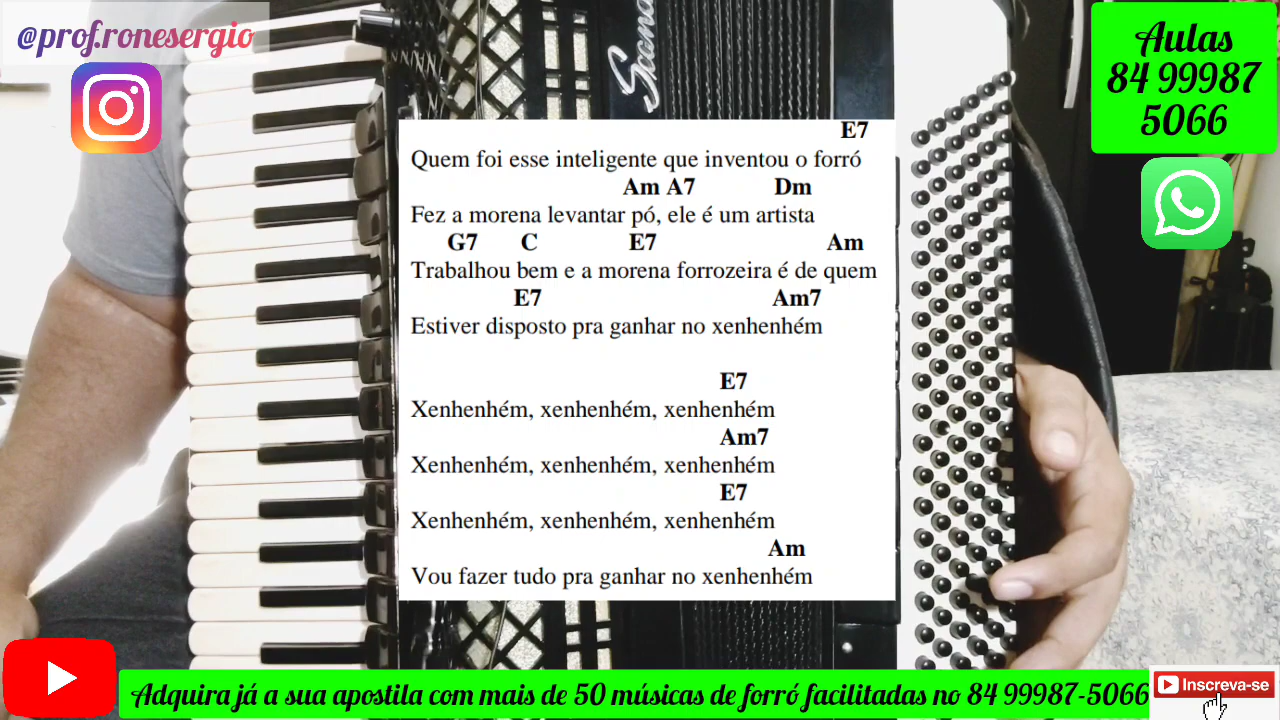 @prof.ronesergio
Aulas
84 99987
5066
Scand
E7
Quem foi esse inteligente que inventou o forró
Am A7 Dm
Fez a morena levantar pó, ele é um artista
G7 C E7 Am
Trabalhou bem e a morena forrozeira é de quem
E7 Am7
Estiver disposto pra ganhar no xenhenhém
E7
Xenhenhém, xenhenhém, xenhenhém
Am7
Xenhenhém, xenhenhém, xenhenhém
E7
Xenhenhém, xenhenhém, xenhenhém
Am
Vou fazer tudo pra ganhar no xenhenhém
Adquira já a sua apostila com mais de 50 músicas de forró facilitadas no 84 99987-5066
Inscreva-se